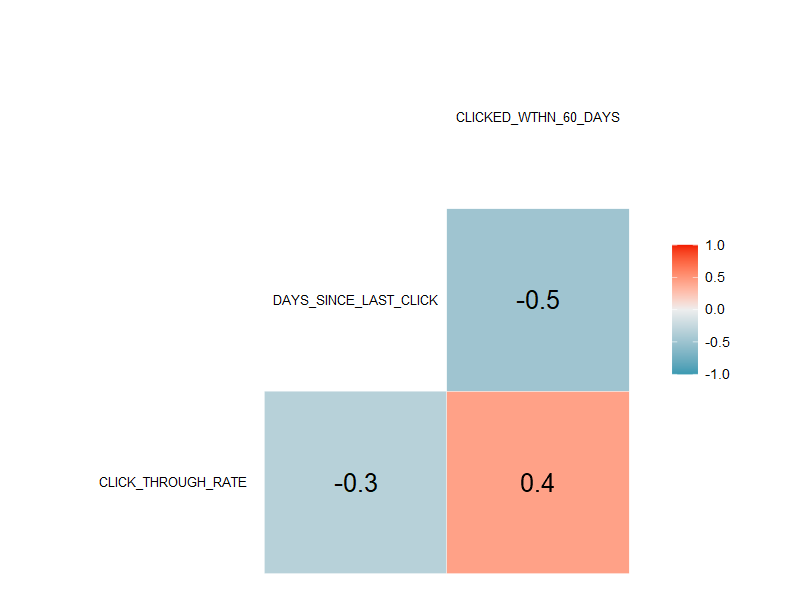 CLICKED_WTHN_60_DAYS
DAYS_SINCE_LAST_CLICK
-0.5
CLICK_THROUGH_RATE
-0.3
0.4
1.0
0.5
0.0
-0.5
-1.0